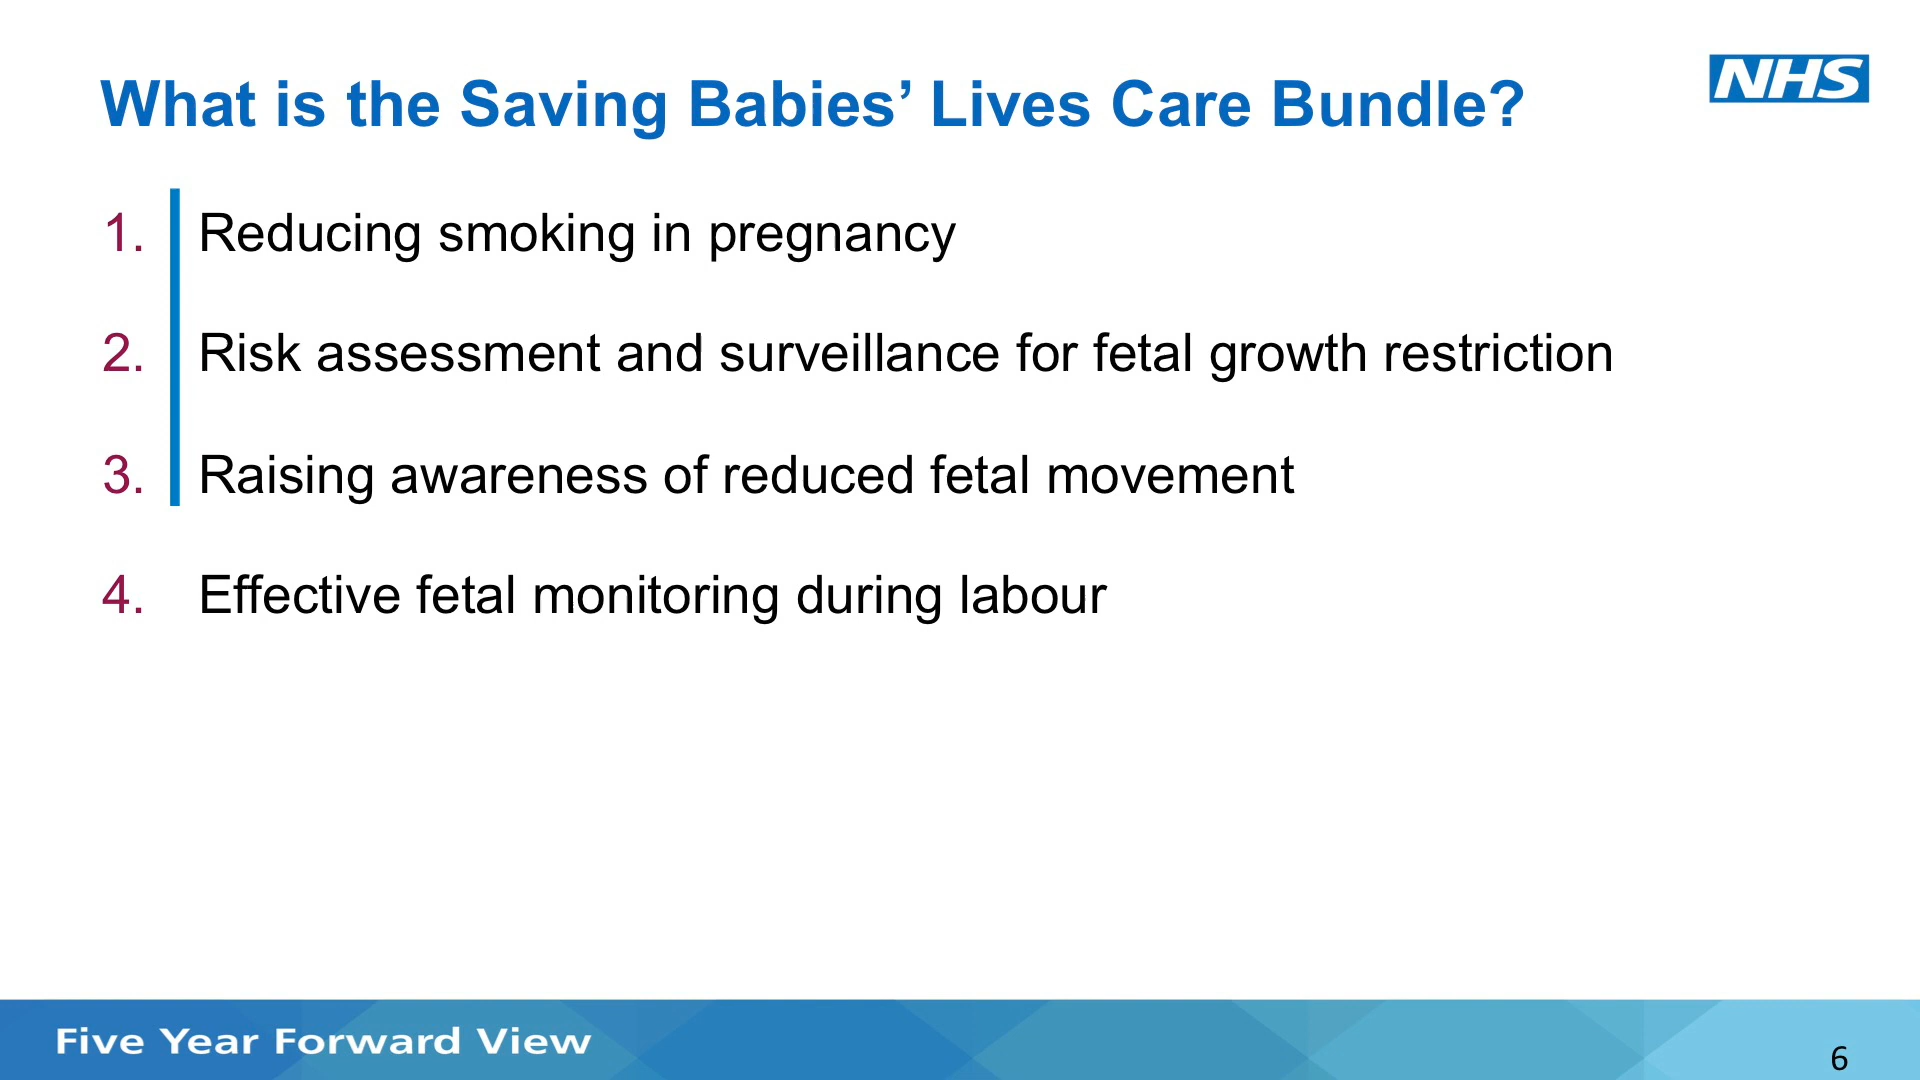 What is the Saving Babies’ Lives Care Bundle?
NHS
1. Reducing smoking in pregnancy
2. Risk assessment and surveillance for fetal growth restriction
3. Raising awareness of reduced fetal movement
4. Effective fetal monitoring during labour
Five Year Forward View
6